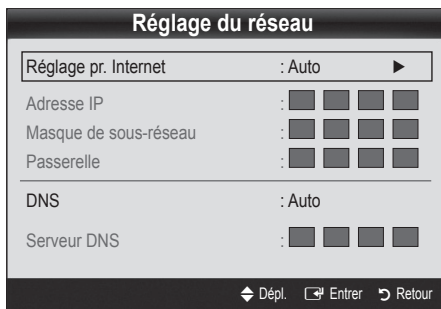 Réglage du réseau
Réglage pr. Internet : Auto ►
Adresse IP :
Masque de sous-réseau :
Passerelle :
DNS : Auto
Serveur DNS :
Dépl. Entrer Retour